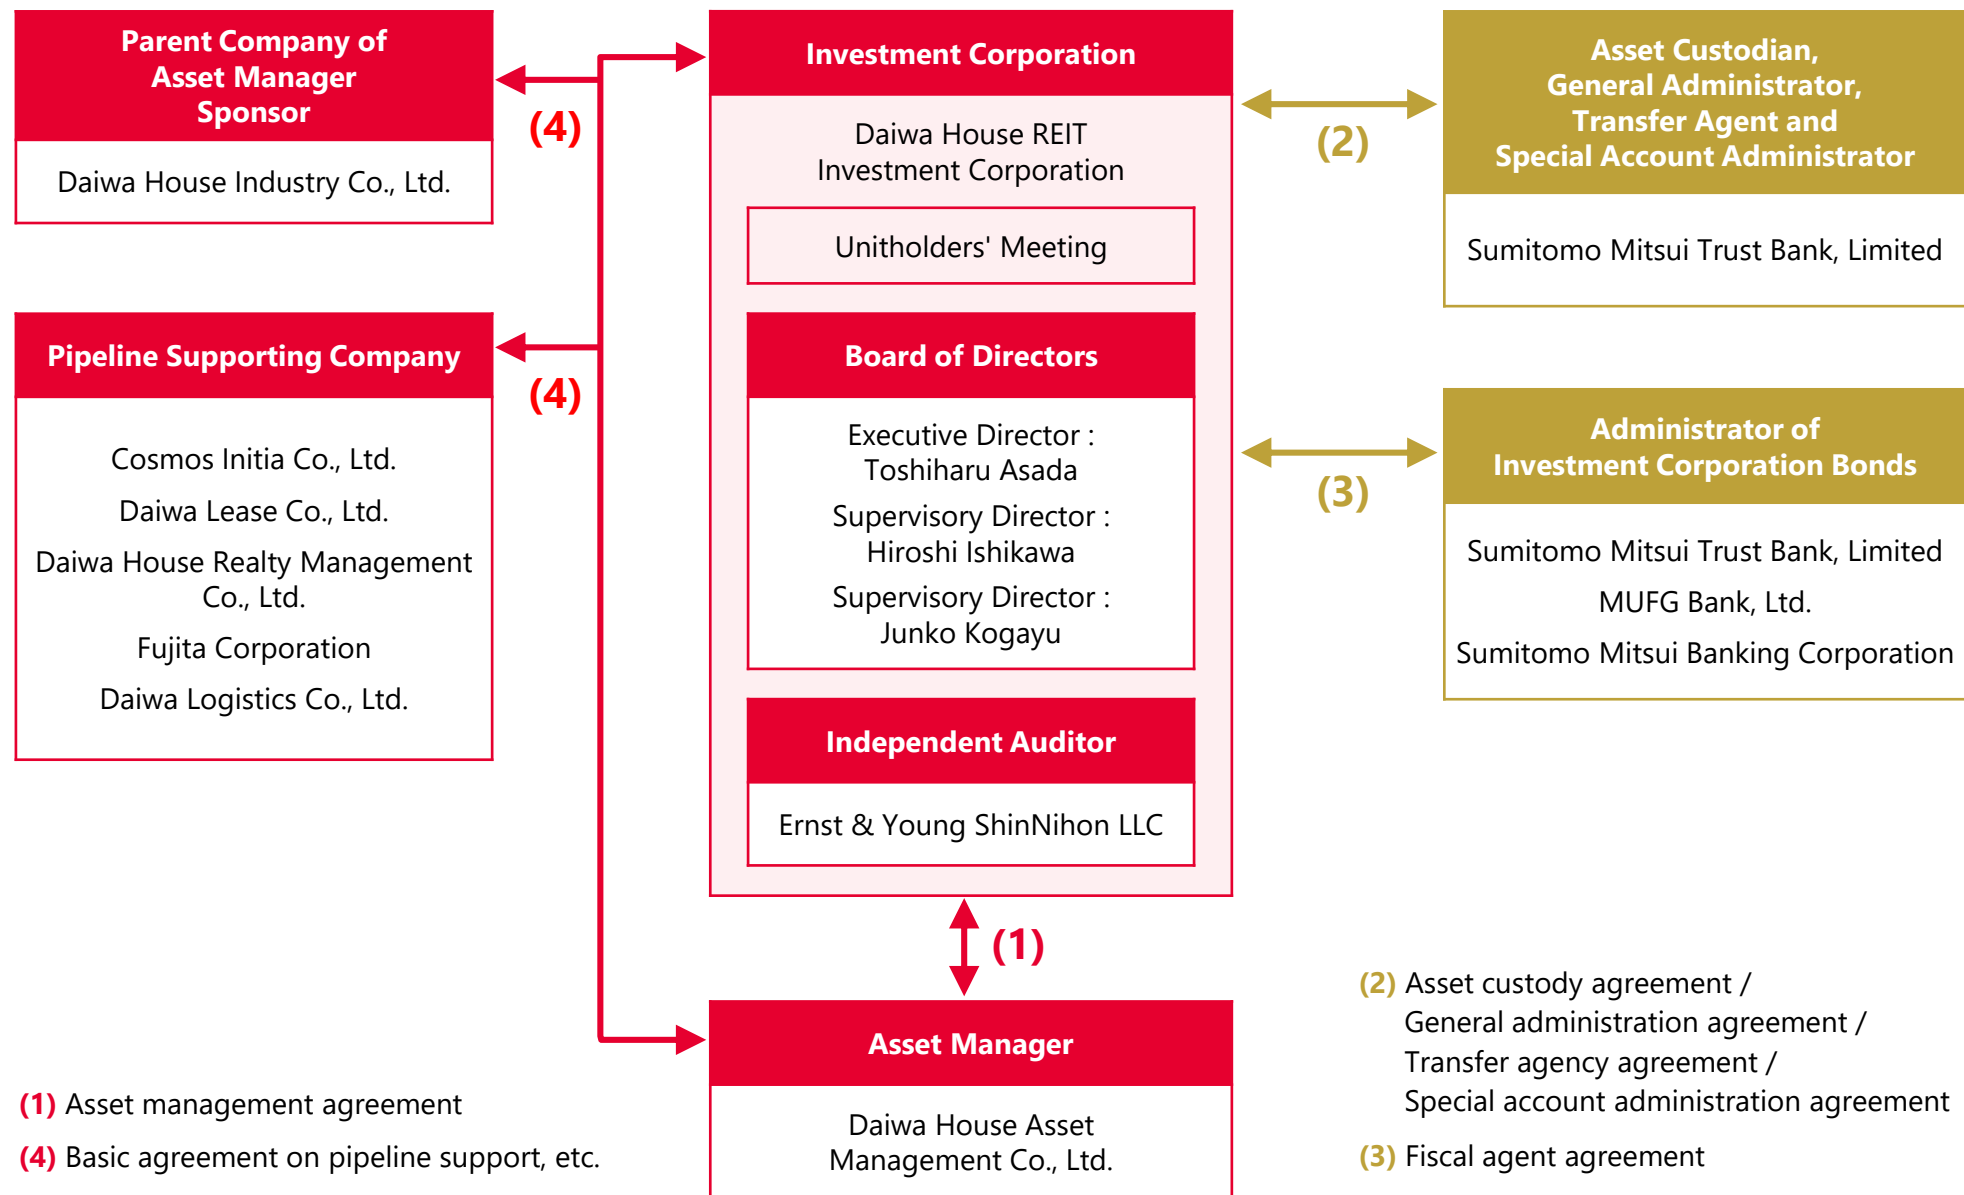 Parent Company of
Asset Manager
Sponsor
Daiwa House Industry Co., Ltd.
(4)
Pipeline Supporting Company
Cosmos Initia Co., Ltd.
Daiwa Lease Co., Ltd.
Daiwa House Realty Management
Co., Ltd.
Fujita Corporation
Daiwa Logistics Co., Ltd.
(4)
Investment Corporation
Daiwa House REIT
Investment Corporation
Unitholders' Meeting
Board of Directors
Executive Director :
Toshiharu Asada
Supervisory Director :
Hiroshi Ishikawa
Supervisory Director :
Junko Kogayu
Independent Auditor
Ernst & Young ShinNihon LLC
(1)
Asset Manager
Daiwa House Asset
Management Co., Ltd.
(2)
Asset Custodian,
General Administrator,
Transfer Agent and
Special Account Administrator
Sumitomo Mitsui Trust Bank, Limited
(3)
Administrator of
Investment Corporation Bonds
Sumitomo Mitsui Trust Bank, Limited
MUFG Bank, Ltd.
Sumitomo Mitsui Banking Corporation
(1) Asset management agreement
(4) Basic agreement on pipeline support, etc.
(2) Asset custody agreement /
General administration agreement /
Transfer agency agreement /
Special account administration agreement
(3) Fiscal agent agreement